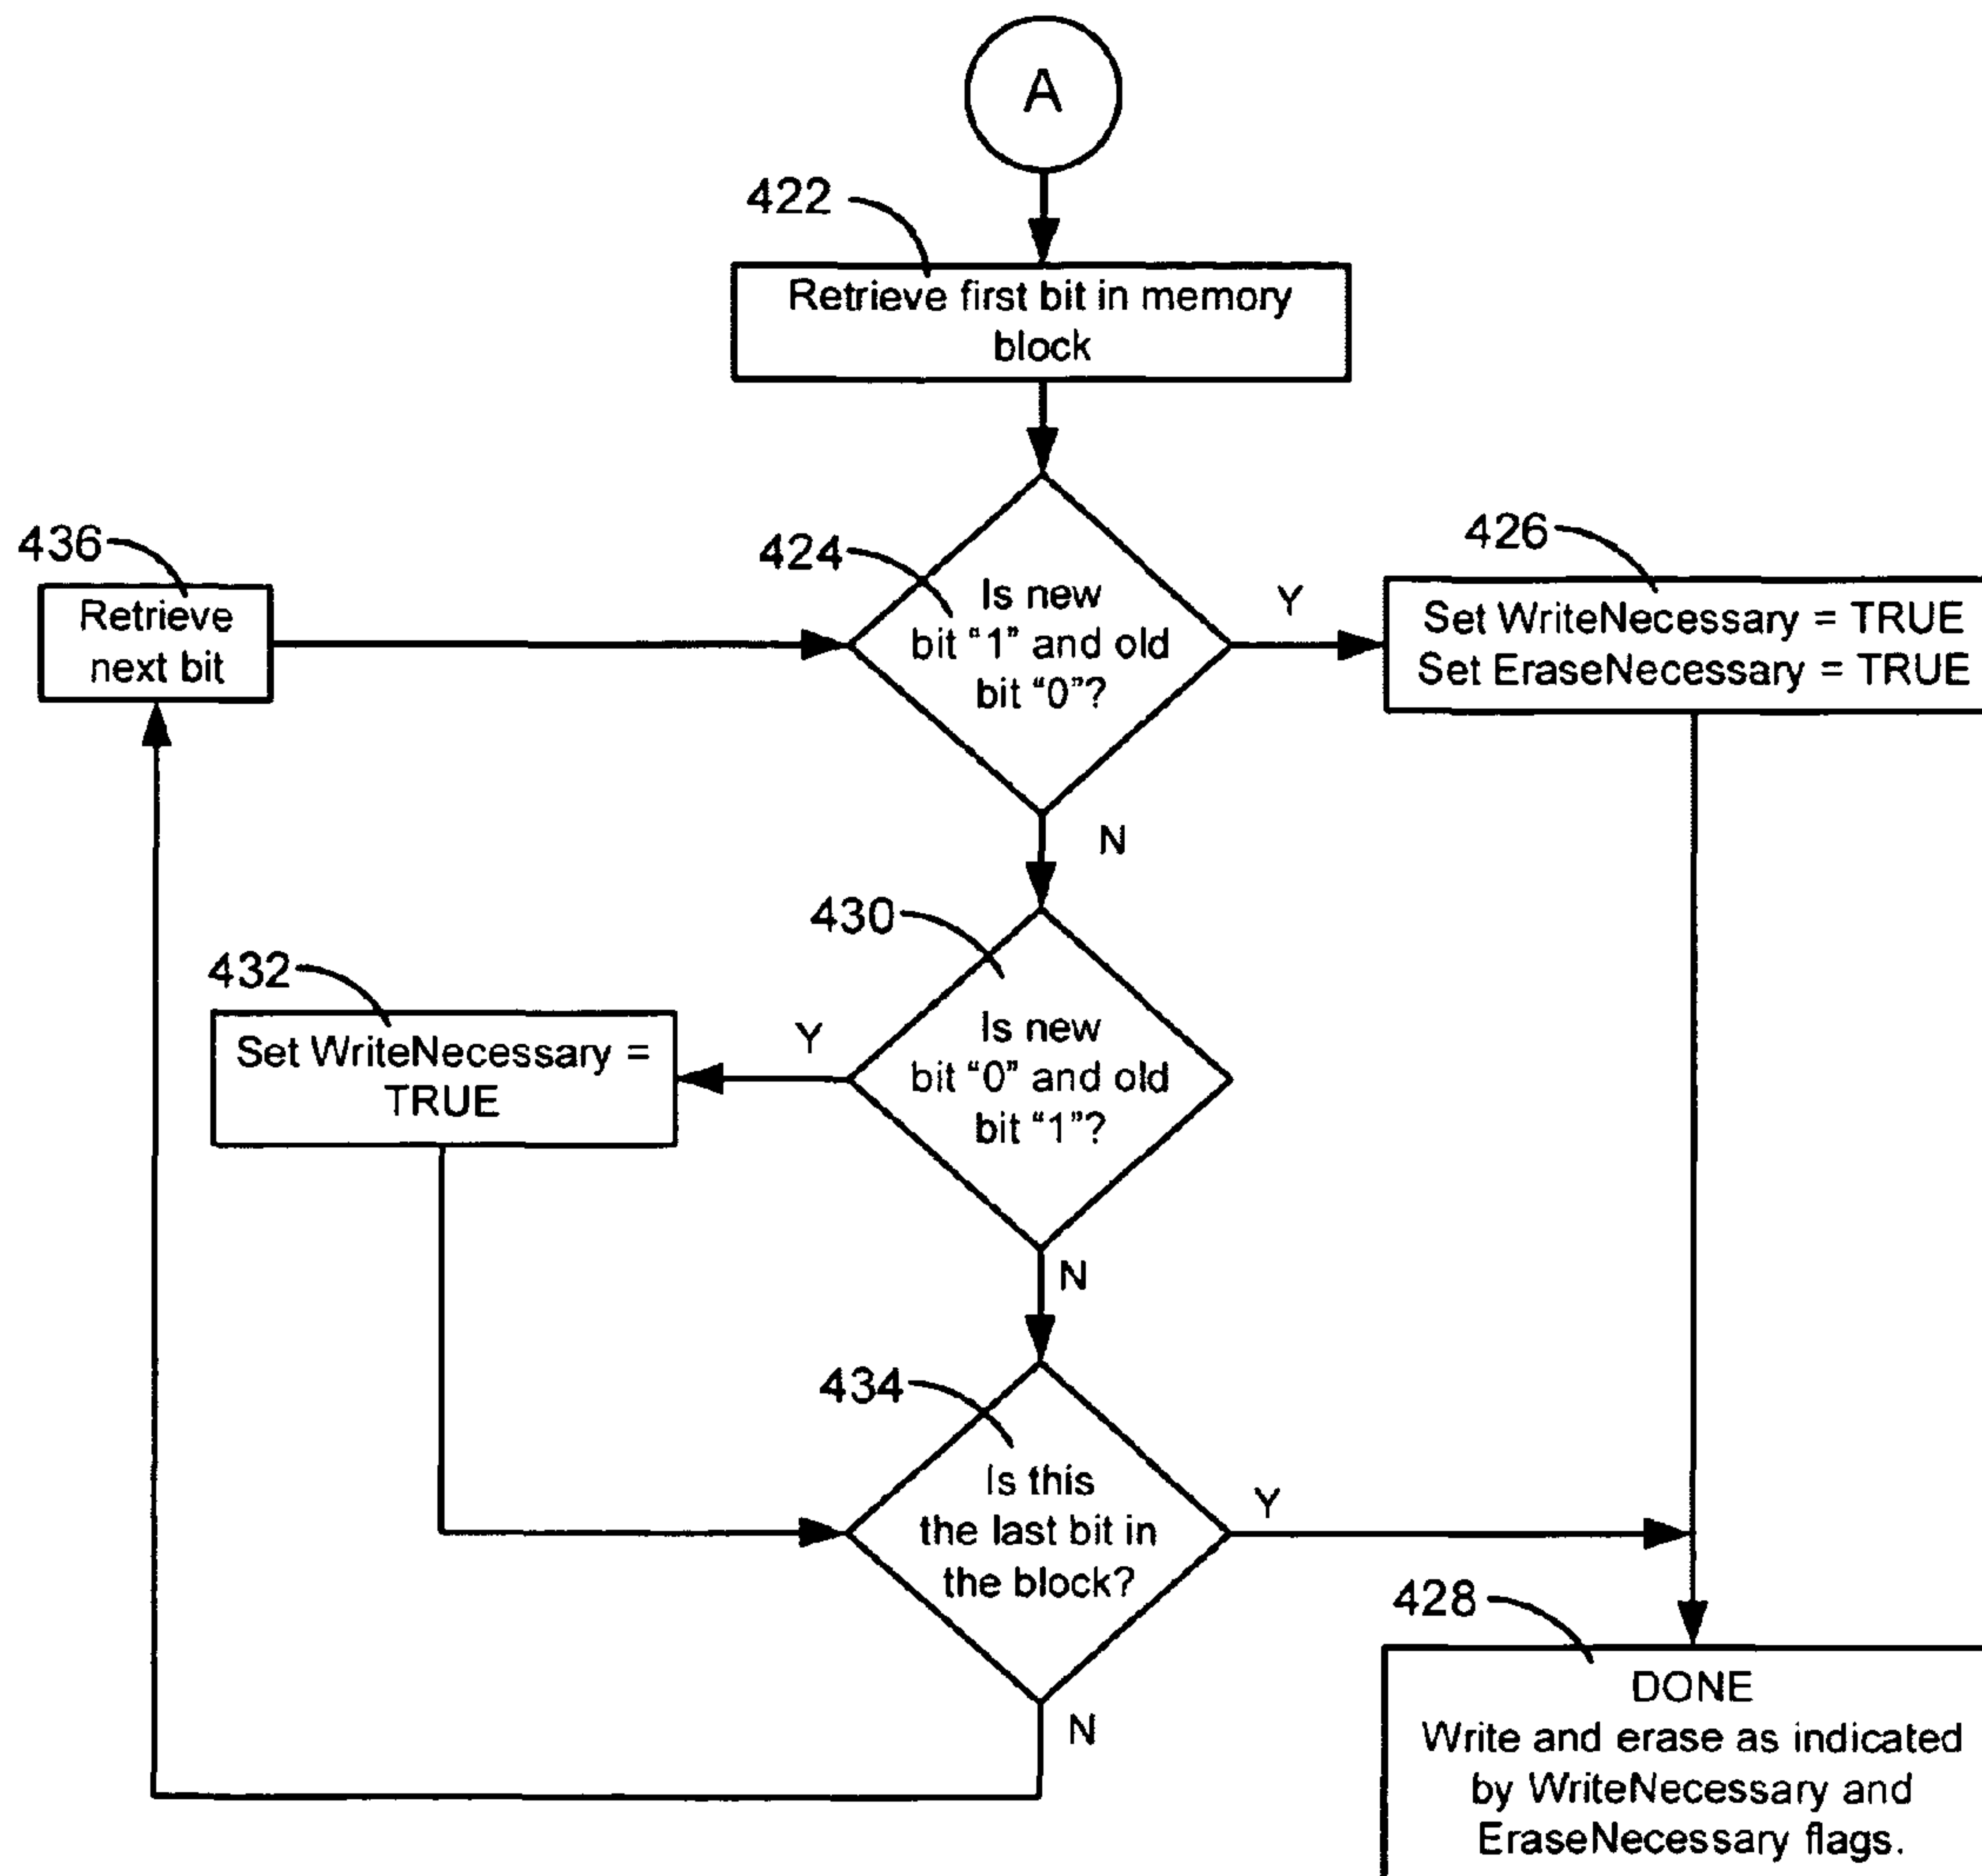 A
422
Retrieve first bit in memory
block
436
Retrieve
next bit
424
Is new
bit “1” and old
bit “0”?
Y
426
Set WriteNecessary = TRUE
Set EraseNecessary = TRUE
N
430
Is new
bit “0” and old
bit “1”?
Y
432
Set WriteNecessary =
TRUE
N
434
Is this
the last bit in
the block?
Y
N
428
DONE
Write and erase as indicated
by WriteNecessary and
EraseNecessary flags.